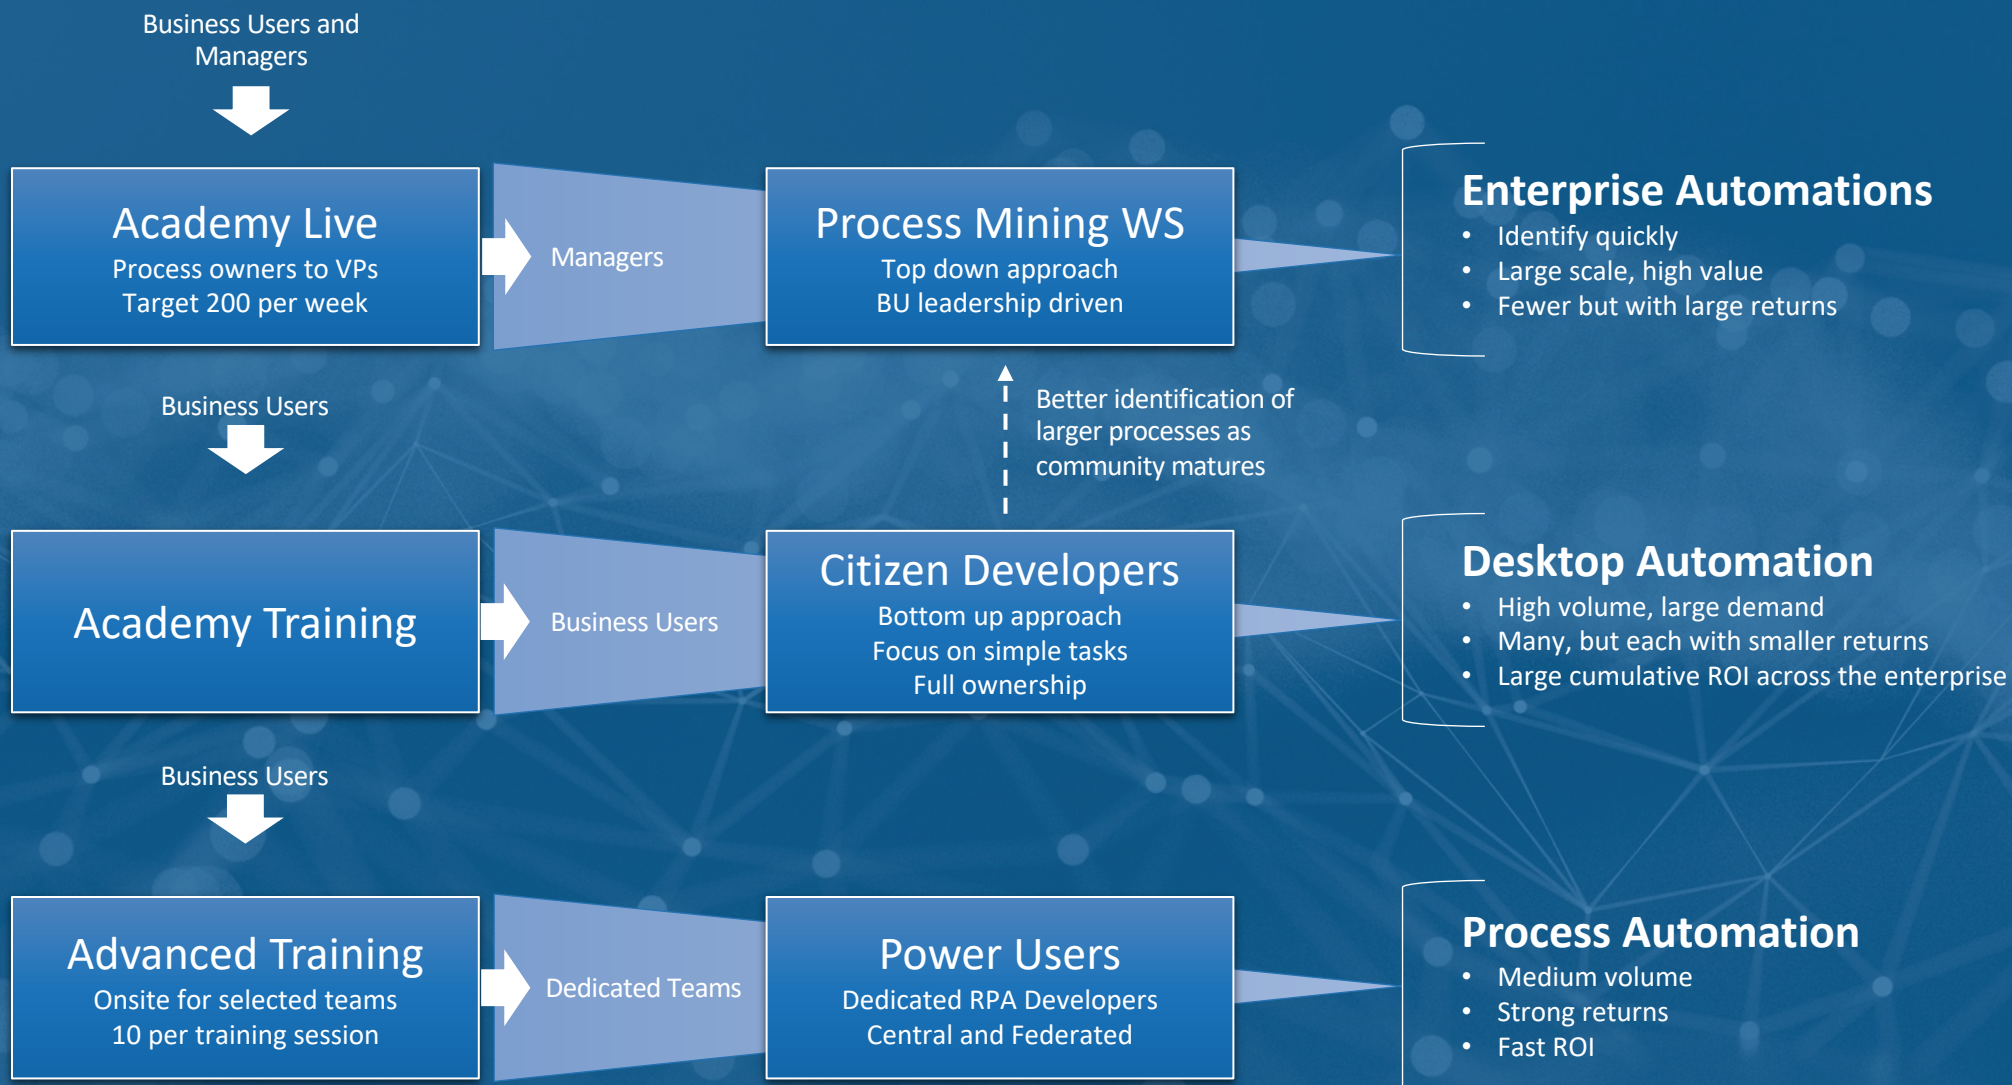 Business Users and
Managers
Academy Live
Process owners to VPs
Target 200 per week
Managers
Process Mining WS
Top down approach
BU leadership driven
Enterprise Automations
• Identify quickly
• Large scale, high value
• Fewer but with large returns
Business Users
Better identification of
larger processes as
community matures
Academy Training
Business Users
Citizen Developers
Bottom up approach
Focus on simple tasks
Full ownership
Desktop Automation
• High volume, large demand
• Many, but each with smaller returns
• Large cumulative ROI across the enterprise
Business Users
Advanced Training
Onsite for selected teams
10 per training session
Dedicated Teams
Power Users
Dedicated RPA Developers
Central and Federated
Process Automation
• Medium volume
• Strong returns
• Fast ROI